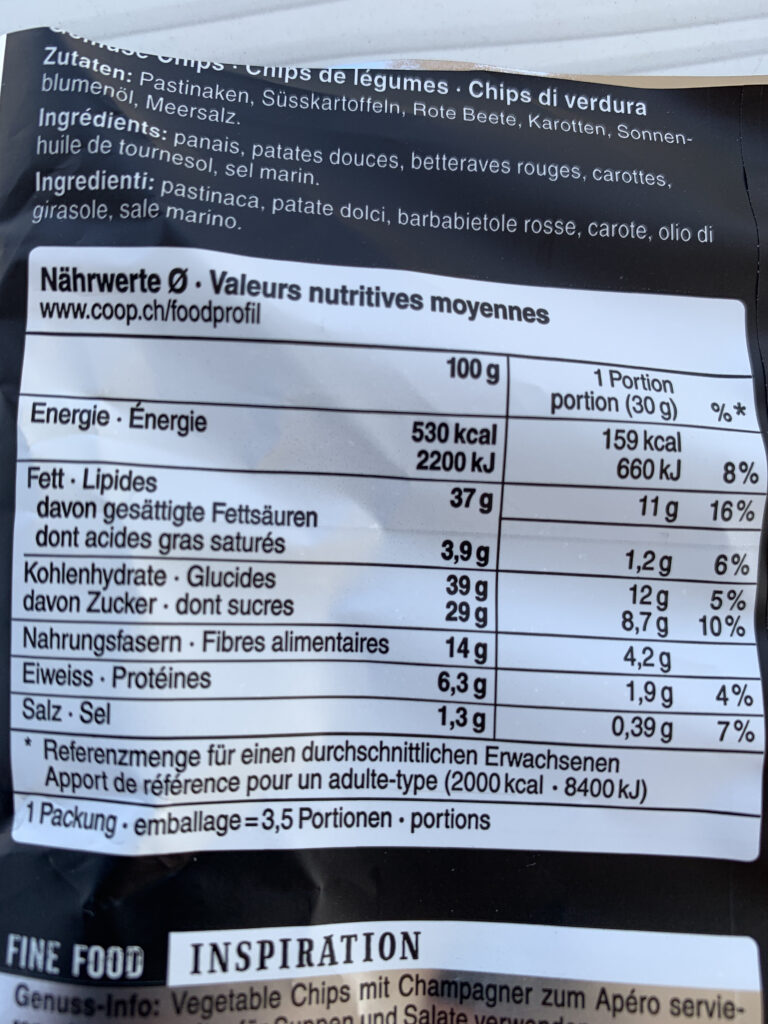 Chips · Chips de légumes · Chips di verdura
Zutaten: Pastinaken, Süsskartoffeln, Rote Beete, Karotten, Sonnen-
blumenöl, Meersalz.
Ingrédients: panais, patates douces, betteraves rouges, carottes,
huile de tournesol, sel marin.
Ingredienti: pastinaca, patate dolci, barbabietole rosse, carote, olio di
girasole, sale marino.
Nährwerte Ø · Valeurs nutritives moyennes
www.coop.ch/foodprofil
100 g 1 Portion
portion (30 g) %*
Energie · Énergie 530 kcal 159 kcal
2200 kJ 660 kJ 8%
Fett · Lipides 37 g 11 g 16%
davon gesättigte Fettsäuren
dont acides gras saturés 3,9 g 1,2 g 6%
Kohlenhydrate · Glucides 39 g 12 g 5%
davon Zucker · dont sucres 29 g 8,7 g 10%
Nahrungsfasern · Fibres alimentaires 14 g 4,2 g
Eiweiss · Protéines 6,3 g 1,9 g 4%
Salz · Sel 1,3 g 0,39 g 7%
* Referenzmenge für einen durchschnittlichen Erwachsenen
Apport de référence pour un adulte-type (2000 kcal · 8400 kJ)
1 Packung · emballage = 3,5 Portionen · portions
FINE FOOD INSPIRATION
Genuss-Info: Vegetable Chips mit Champagner zum Apéro servie-
und Salate